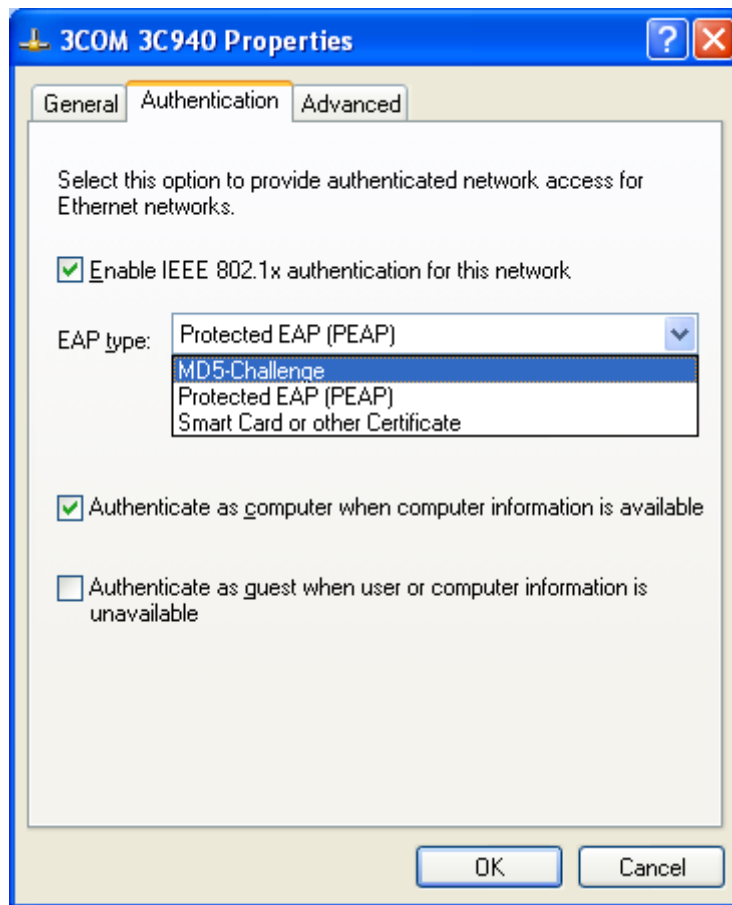 3COM 3C940 Properties
General Authentication Advanced
Select this option to provide authenticated network access for
Ethernet networks.
Enable IEEE 802.1x authentication for this network
EAP type: Protected EAP (PEAP)
MD5-Challenge
Protected EAP (PEAP)
Smart Card or other Certificate
Authenticate as computer when computer information is available
Authenticate as guest when user or computer information is
unavailable
OK Cancel